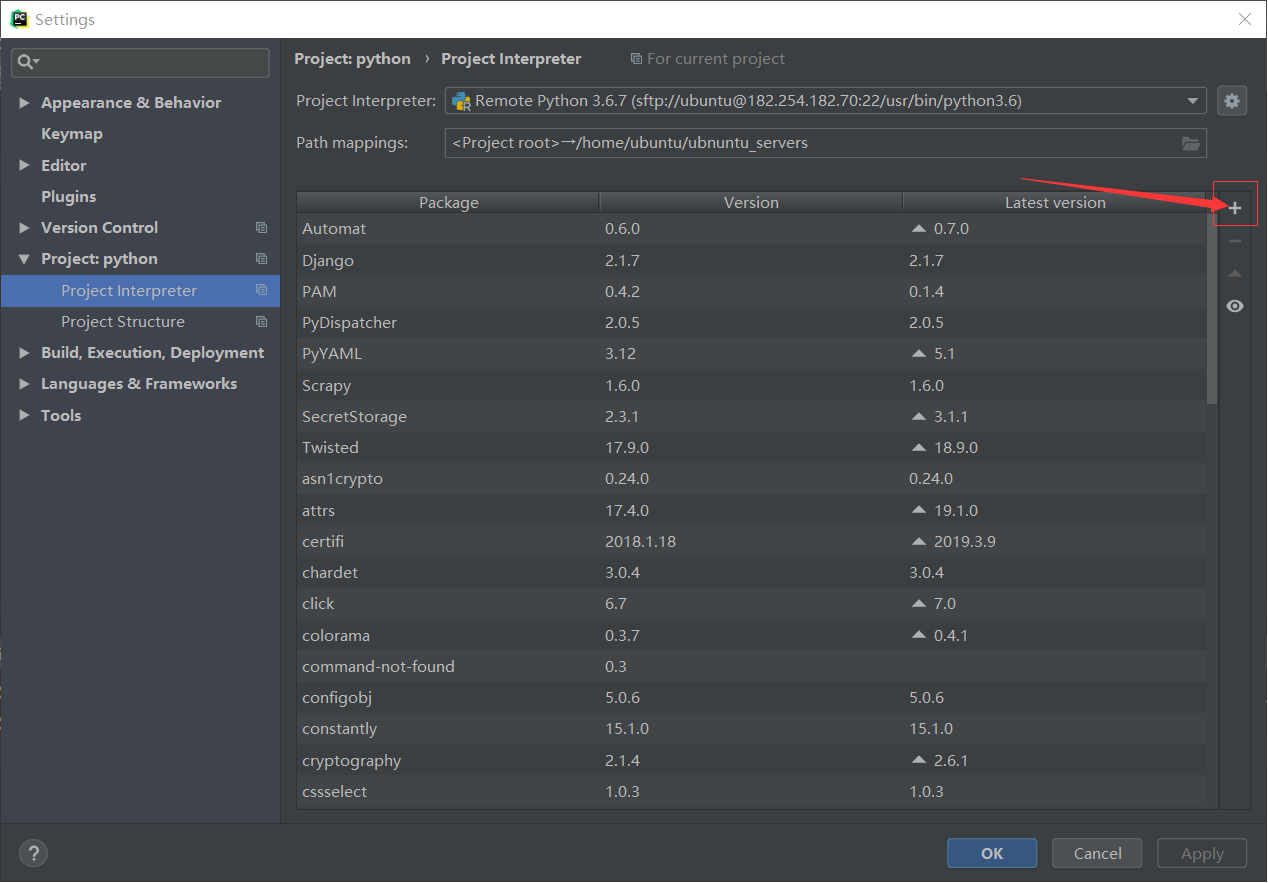 PC Settings
Appearance & Behavior
Keymap
Editor
Plugins
Version Control
Project: python
Project Interpreter
Project Structure
Build, Execution, Deployment
Languages & Frameworks
Tools
Project: python › Project Interpreter For current project
Project Interpreter: Remote Python 3.6.7 (sftp://ubuntu@182.254.182.70:22/usr/bin/python3.6)
Path mappings: <Project root>→/home/ubuntu/ubnuntu_servers
Package Version Latest version
Automat 0.6.0 0.7.0
Django 2.1.7 2.1.7
PAM 0.4.2 0.1.4
PyDispatcher 2.0.5 2.0.5
PyYAML 3.12 5.1
Scrapy 1.6.0 1.6.0
SecretStorage 2.3.1 3.1.1
Twisted 17.9.0 18.9.0
asn1crypto 0.24.0 0.24.0
attrs 17.4.0 19.1.0
certifi 2018.1.18 2019.3.9
chardet 3.0.4 3.0.4
click 6.7 7.0
colorama 0.3.7 0.4.1
command-not-found 0.3
configobj 5.0.6 5.0.6
constantly 15.1.0 15.1.0
cryptography 2.1.4 2.6.1
cssselect 1.0.3 1.0.3
? OK Cancel Apply